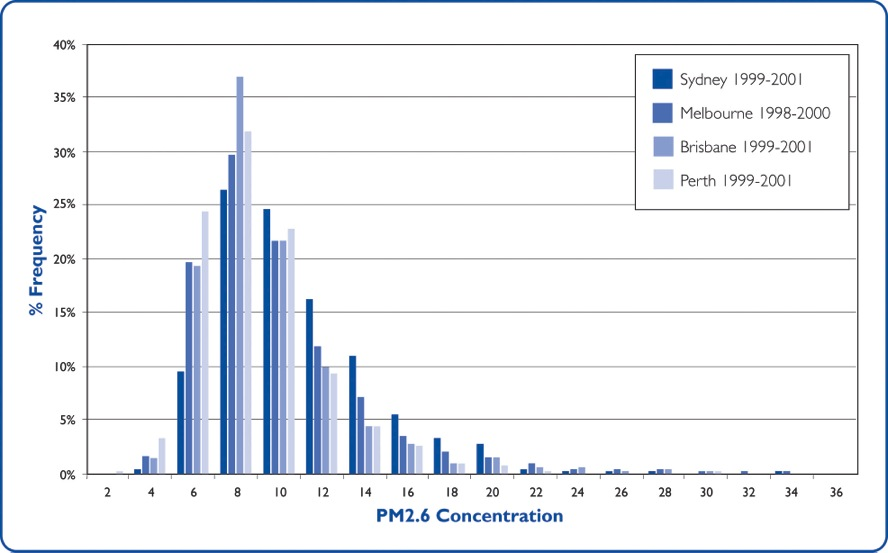 40%
35%
30%
25%
20%
15%
10%
5%
0%
% Frequency
Sydney 1999-2001
Melbourne 1998-2000
Brisbane 1999-2001
Perth 1999-2001
2 4 6 8 10 12 14 16 18 20 22 24 26 28 30 32 34 36
PM2.6 Concentration